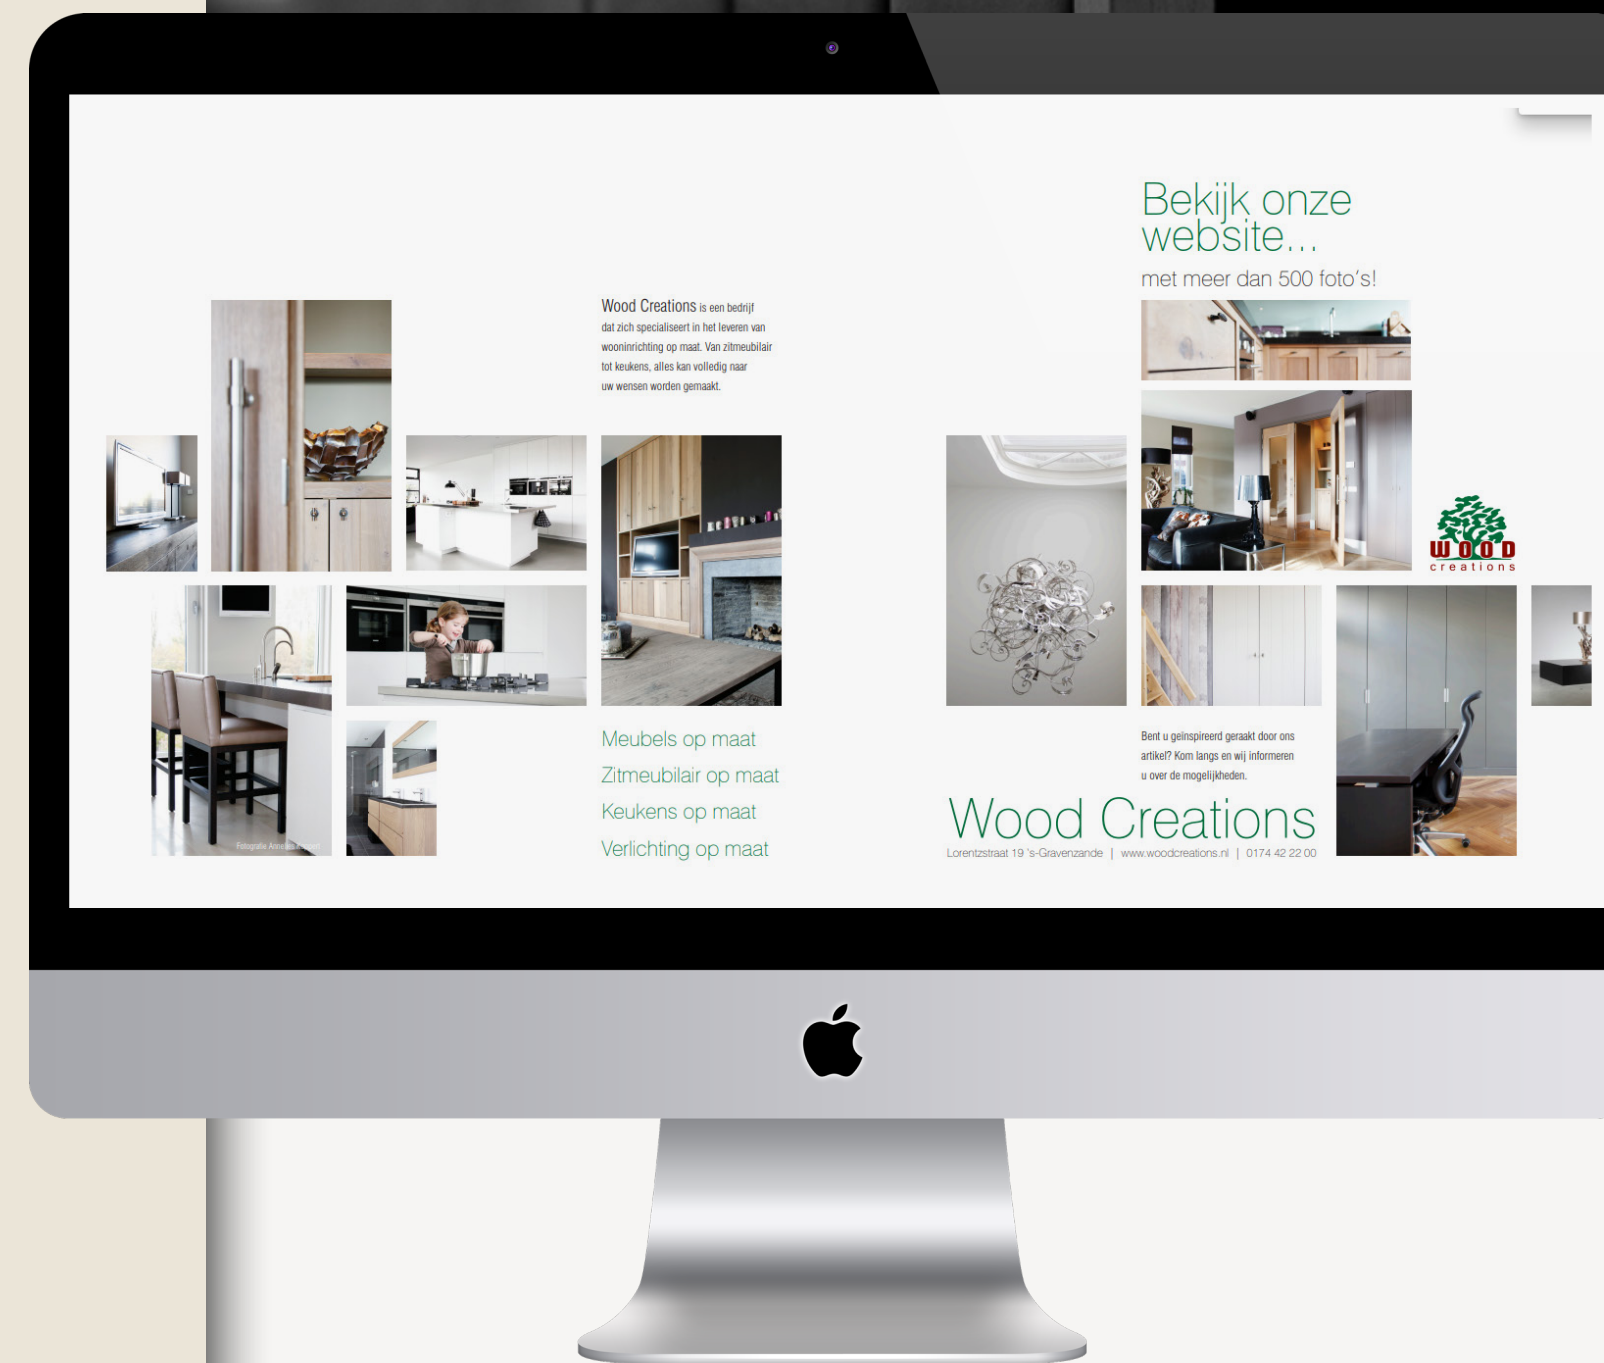 Bekijk onze
website...
met meer dan 500 foto's!
Wood Creations is een bedrijf
dat zich specialiseert in het leveren van
wooninrichting op maat. Van zitmeubilair
tot keukens, alles kan volledig naar
uw wensen worden gemaakt.
WOOD
creations
Fotografie
Meubels op maat
Zitmeubilair op maat
Keukens op maat
Verlichting op maat
Bent u geïnspireerd geraakt door ons
artikel? Kom langs en wij informeren
u over de mogelijkheden.
Wood Creations
Lorentzstraat 19 's-Gravenzande | www.woodcreations.nl | 0174 42 22 00